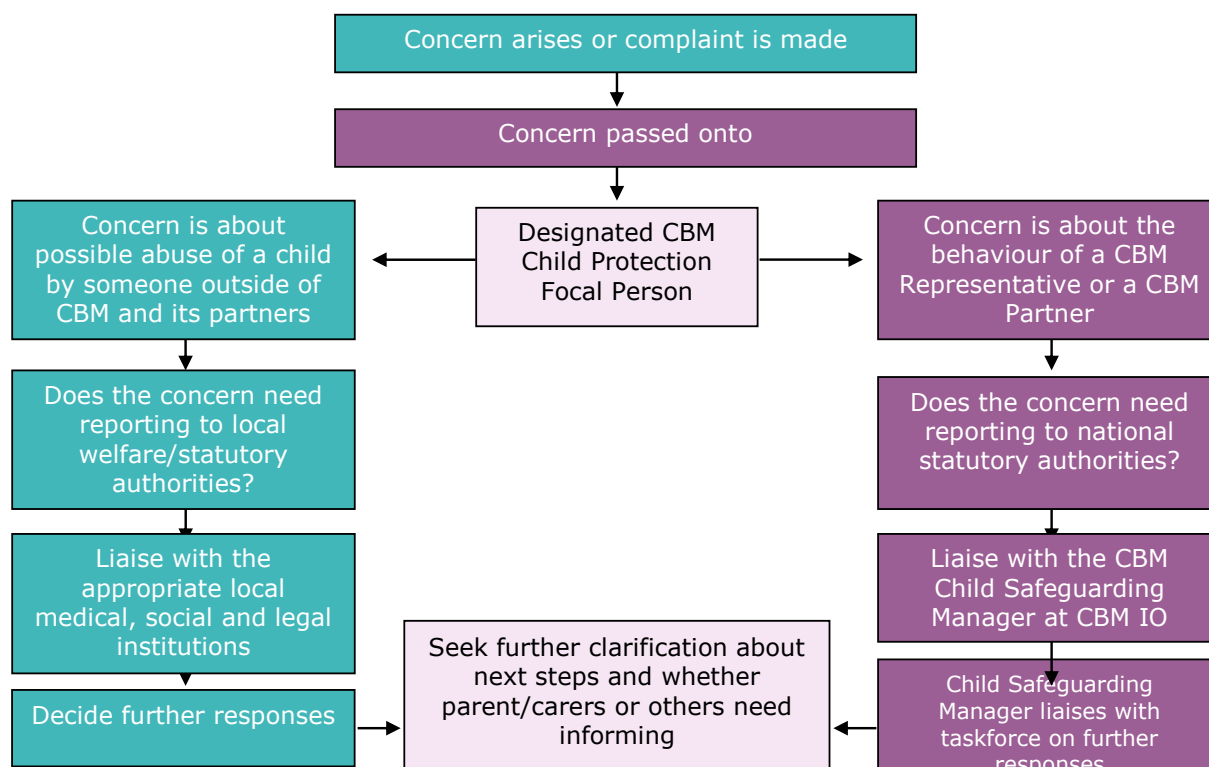 Concern arises or complaint is made
Concern passed onto
Designated CBM
Child Protection
Focal Person
Concern is about
possible abuse of a child
by someone outside of
CBM and its partners
Does the concern need
reporting to local
welfare/statutory
authorities?
Liaise with the
appropriate local
medical, social and legal
institutions
Decide further responses
Concern is about the
behaviour of a CBM
Representative or a CBM
Partner
Does the concern need
reporting to national
statutory authorities?
Liaise with the CBM
Child Safeguarding
Manager at CBM IO
Child Safeguarding
Manager liaises with
taskforce on further
responses
Seek further clarification about
next steps and whether
parent/carers or others need
informing